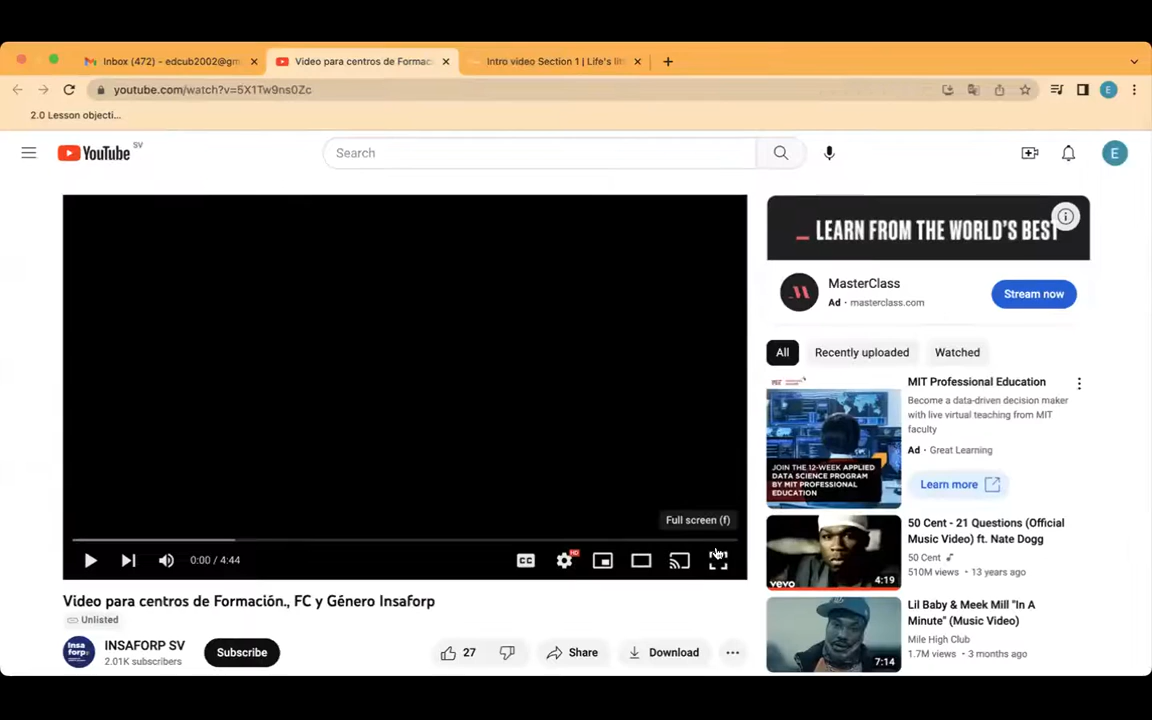 Inbox (472) - edcub2002@gm
Video para centros de Formac
Intro video Section 1 | Life's litt
youtube.com/watch?v=5X1Tw9ns0Zc
E
2.0 Lesson objecti...
YouTube SV
Search
E
LEARN FROM THE WORLD'S BEST
MasterClass
Ad · masterclass.com
Stream now
All
Recently uploaded
Watched
MIT Professional Education
Become a data-driven decision maker
with live virtual teaching from MIT
faculty
Ad · Great Learning
Learn more
JOIN THE 12-WEEK APPLIED
DATA SCIENCE PROGRAM
BY MIT PROFESSIONAL
EDUCATION
Full screen (f)
50 Cent - 21 Questions (Official
Music Video) ft. Nate Dogg
50 Cent
510M views · 13 years ago
vevo
4:19
0:00 / 4:44
CC
HD
Video para centros de Formación., FC y Género Insaforp
Unlisted
Lil Baby & Meek Mill "In A
Minute" (Music Video)
Mile High Club
1.7M views · 3 months ago
7:14
Insa
forp
INSAFORP SV
2.01K subscribers
Subscribe
27
Share
Download